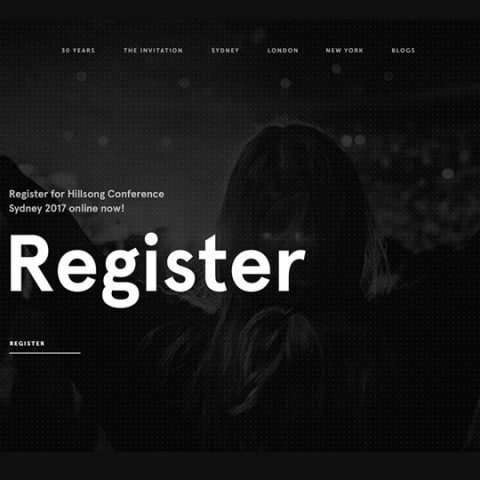 30 YEARS THE INVITATION SYDNEY LONDON NEW YORK BLOGS
Register for Hillsong Conference
Sydney 2017 online now!
Register
REGISTER